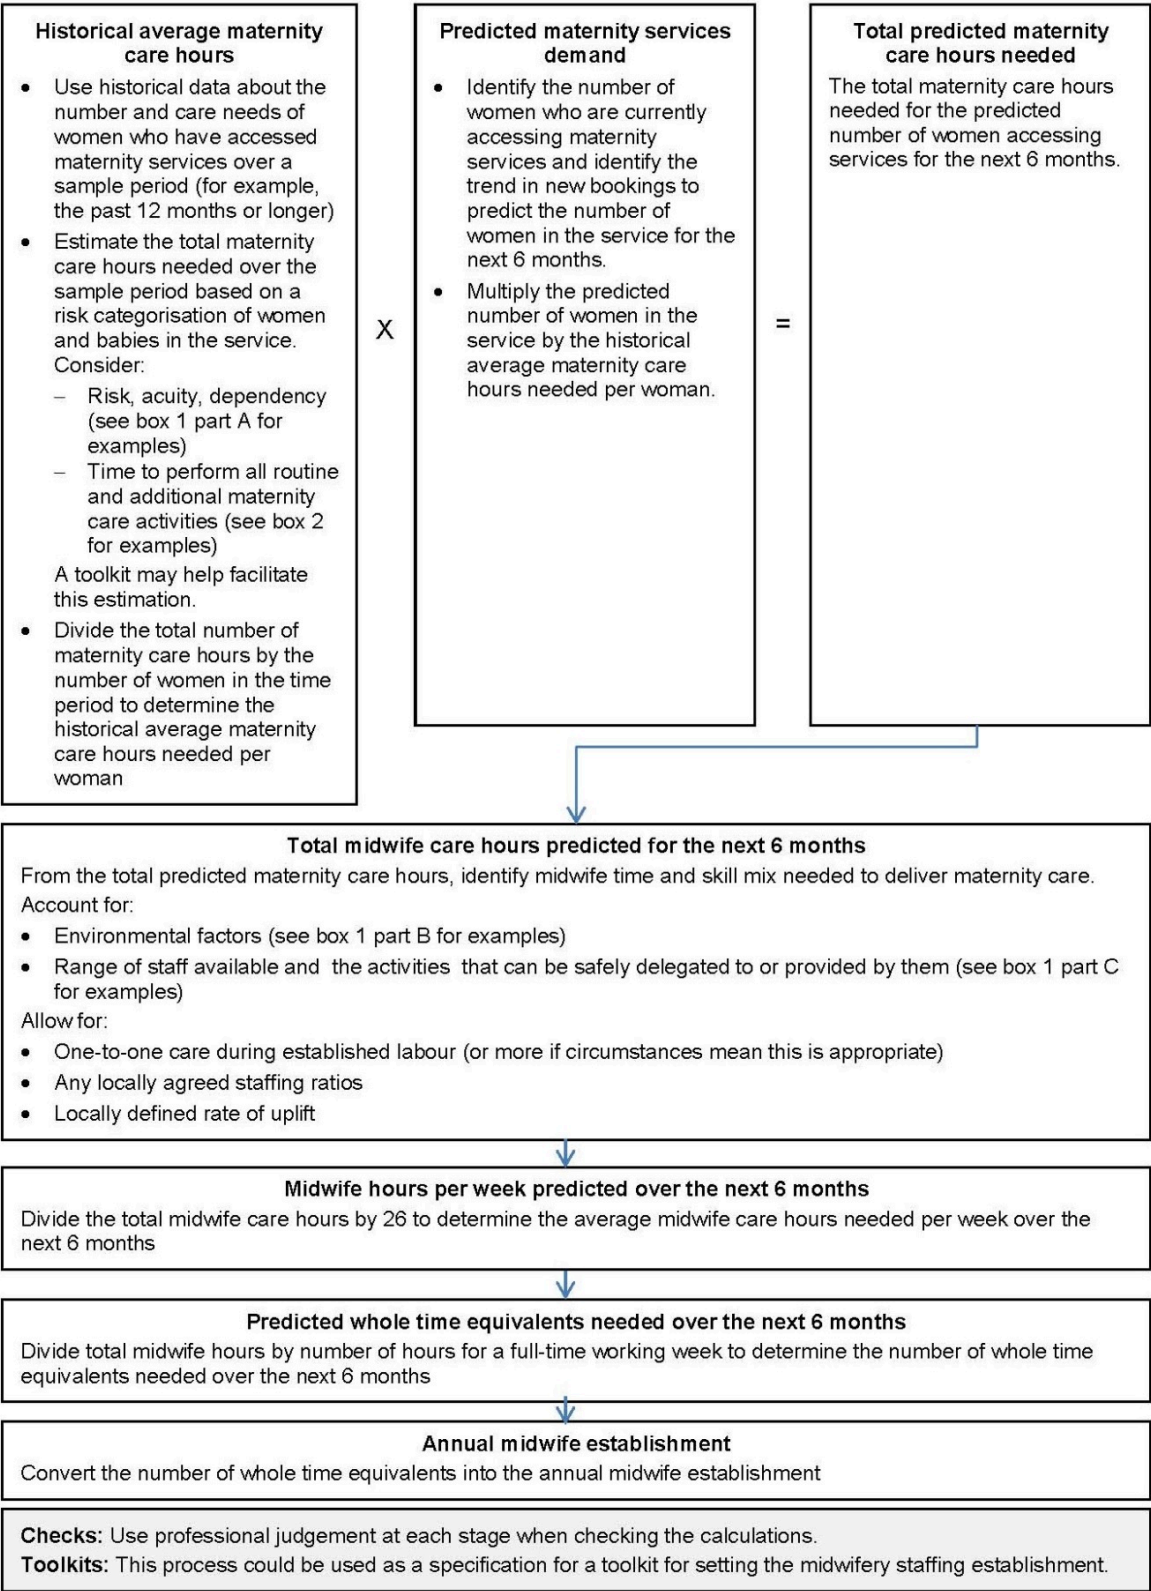 Historical average maternity
care hours
• Use historical data about the
number and care needs of
women who have accessed
maternity services over a
sample period (for example,
the past 12 months or longer)
• Estimate the total maternity
care hours needed over the
sample period based on a
risk categorisation of women
and babies in the service.
Consider:
– Risk, acuity, dependency
(see box 1 part A for
examples)
– Time to perform all routine
and additional maternity
care activities (see box 2
for examples)
A toolkit may help facilitate
this estimation.
• Divide the total number of
maternity care hours by the
number of women in the time
period to determine the
historical average maternity
care hours needed per
woman
X
Predicted maternity services
demand
• Identify the number of
women who are currently
accessing maternity
services and identify the
trend in new bookings to
predict the number of
women in the service for the
next 6 months.
• Multiply the predicted
number of women in the
service by the historical
average maternity care
hours needed per woman.
=
Total predicted maternity
care hours needed
The total maternity care hours
needed for the predicted
number of women accessing
services for the next 6 months.
Total midwife care hours predicted for the next 6 months
From the total predicted maternity care hours, identify midwife time and skill mix needed to deliver maternity care.
Account for:
• Environmental factors (see box 1 part B for examples)
• Range of staff available and the activities that can be safely delegated to or provided by them (see box 1 part C
for examples)
Allow for:
• One-to-one care during established labour (or more if circumstances mean this is appropriate)
• Any locally agreed staffing ratios
• Locally defined rate of uplift
Midwife hours per week predicted over the next 6 months
Divide the total midwife care hours by 26 to determine the average midwife care hours needed per week over the
next 6 months
Predicted whole time equivalents needed over the next 6 months
Divide total midwife hours by number of hours for a full-time working week to determine the number of whole time
equivalents needed over the next 6 months
Annual midwife establishment
Convert the number of whole time equivalents into the annual midwife establishment
Checks: Use professional judgement at each stage when checking the calculations.
Toolkits: This process could be used as a specification for a toolkit for setting the midwifery staffing establishment.